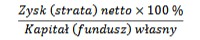 Zysk (strata) netto × 100 %
Kapitał (fundusz) własny